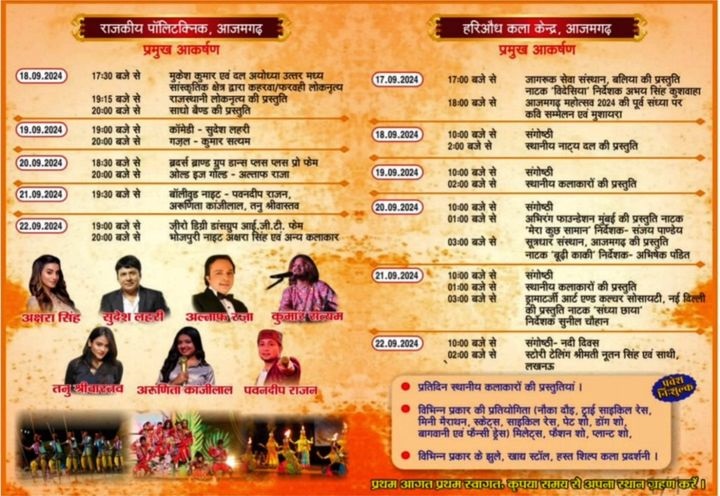 राजकीय पॉलिटक्निक, आजमगढ़
प्रमुख आकर्षण
18.09.2024
17:30 बजे से
मुकेश कुमार एवं दल अयोध्या उत्तर मध्य
सांस्कृतिक क्षेत्र द्वारा कहरवा/फरवही लोकनृत्य
19:15 बजे से
राजस्थानी लोकनृत्य की प्रस्तुति
20:00 बजे से
साधो बैण्ड की प्रस्तुति
19.09.2024
19:00 बजे से
कॉमेडी - सुदेश लहरी
20:00 बजे से
गज़ल - कुमार सत्यम
20.09.2024
18:30 बजे से
ब्रदर्स ब्राण्ड ग्रुप डान्स प्लस प्लस प्रो फेम
20:00 बजे से
ओल्ड इज गोल्ड - अल्ताफ राजा
21.09.2024
19:30 बजे से
बॉलीवुड नाइट - पवनदीप राजन,
अरूणिता कांजीलाल, तनु श्रीवास्तव
22.09.2024
19:00 बजे से
जीरो डिग्री डांसग्रुप आई.जी.टी. फेम
20:00 बजे से
भोजपुरी नाइट अक्षरा सिंह एवं अन्य कलाकार
अक्षरा सिंह
सुदेश लहरी
अल्ताफ़ रज़ा
कुमार सत्यम
तनु श्रीवास्तव
अरूणिता कांजीलाल
पवनदीप राजन
हरिऔध कला केन्द्र, आजमगढ़
प्रमुख आकर्षण
17.09.2024
17:00 बजे से
जागरूक सेवा संस्थान, बलिया की प्रस्तुति
नाटक 'विदेसिया' निर्देशक अभय सिंह कुशवाहा
18:00 बजे से
आजमगढ़ महोत्सव 2024 की पूर्व संध्या पर
कवि सम्मेलन एवं मुशायरा
18.09.2024
10:00 बजे से
संगोष्ठी
2:00 बजे से
स्थानीय नाट्य दल की प्रस्तुति
19.09.2024
10:00 बजे से
संगोष्ठी
02:00 बजे से
स्थानीय कलाकारों की प्रस्तुति
20.09.2024
10:00 बजे से
संगोष्ठी
01:00 बजे से
अभिरंग फाउन्डेशन मुंबई की प्रस्तुति नाटक
'मेरा कुछ सामान' निर्देशक- संजय पाण्डेय
03:00 बजे से
सूत्रधार संस्थान, आजमगढ़ की प्रस्तुति
नाटक 'बूढ़ी काकी' निर्देशक- अभिषेक पंडित
21.09.2024
10:00 बजे से
संगोष्ठी
01:00 बजे से
स्थानीय कलाकारों की प्रस्तुति
03:00 बजे से
ड्रामाटर्जी आर्ट एण्ड कल्चर सोसायटी, नई दिल्ली
की प्रस्तुति नाटक 'संध्या छाया'
निर्देशक सुनील चौहान
22.09.2024
10:00 बजे से
संगोष्ठी- नदी दिवस
02:00 बजे से
स्टोरी टेलिंग श्रीमती नूतन सिंह एवं साथी,
लखनऊ
● प्रतिदिन स्थानीय कलाकारों की प्रस्तुतियां ।
प्रवेश
निःशुल्क
● विभिन्न प्रकार की प्रतियोगिता (नौका दौड़, ट्राई साइकिल रेस,
मिनी मैराथन, स्केट्स, साइकिल रेस, पेट शो, डॉग शो,
बागवानी एवं फैन्सी ड्रेस) मिलेट्स, फैशन शो, प्लान्ट शो,
● विभिन्न प्रकार के झूले, खाद्य स्टॉल, हस्त शिल्प कला प्रदर्शनी ।
प्रथम आगत प्रथम स्वागत, कृपया समय से अपना स्थान ग्रहण करें ।